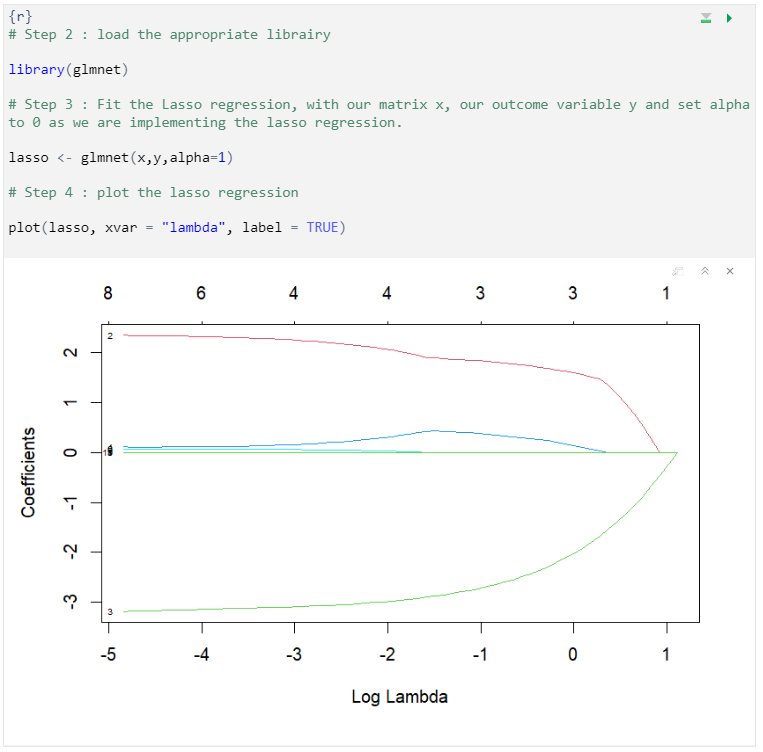 {r}
# Step 2 : load the appropriate librairy
library(glmnet)
# Step 3 : Fit the Lasso regression, with our matrix x, our outcome variable y and set alpha
to 0 as we are implementing the lasso regression.
lasso <- glmnet(x,y,alpha=1)
# Step 4 : plot the lasso regression
plot(lasso, xvar = "lambda", label = TRUE)
8 6 4 4 3 3 1
2
2
1
0
-1
-2
-3
3
Coefficients
-5 -4 -3 -2 -1 0 1
Log Lambda